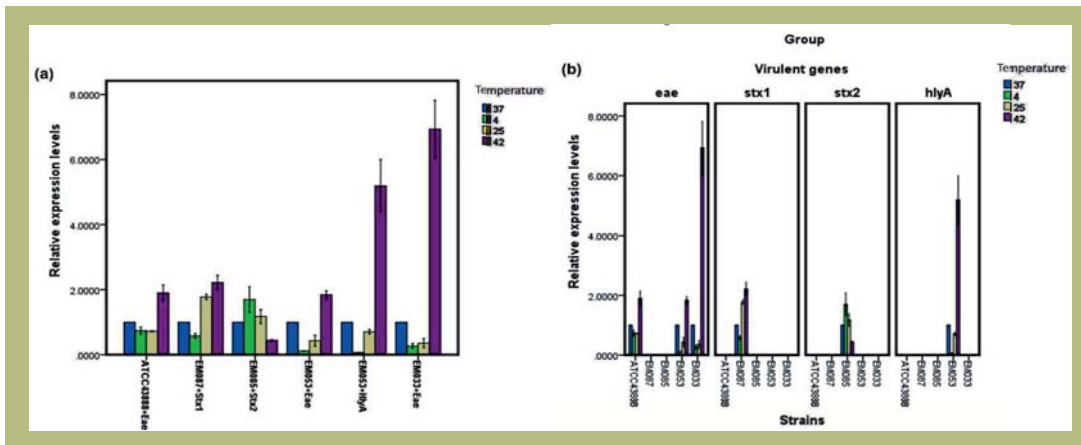 (a)
Relative expression levels
8.0000
6.0000
4.0000
2.0000
.0000
ATCC43888+Eae
EM087+Stx1
EM085+Stx2
EM053+Eae
EM053+HlyA
EM033+Eae
Temperature
37
4
25
42
Group
(b)
Virulent genes
eae
stx1
stx2
hlyA
Relative expression levels
8.0000
6.0000
4.0000
2.0000
.0000
ATCC43888
EM087
EM085
EM053
EM033
ATCC43888
EM087
EM085
EM053
EM033
ATCC43888
EM087
EM085
EM053
EM033
ATCC43888
EM087
EM085
EM053
EM033
Strains
Temperature
37
4
25
42